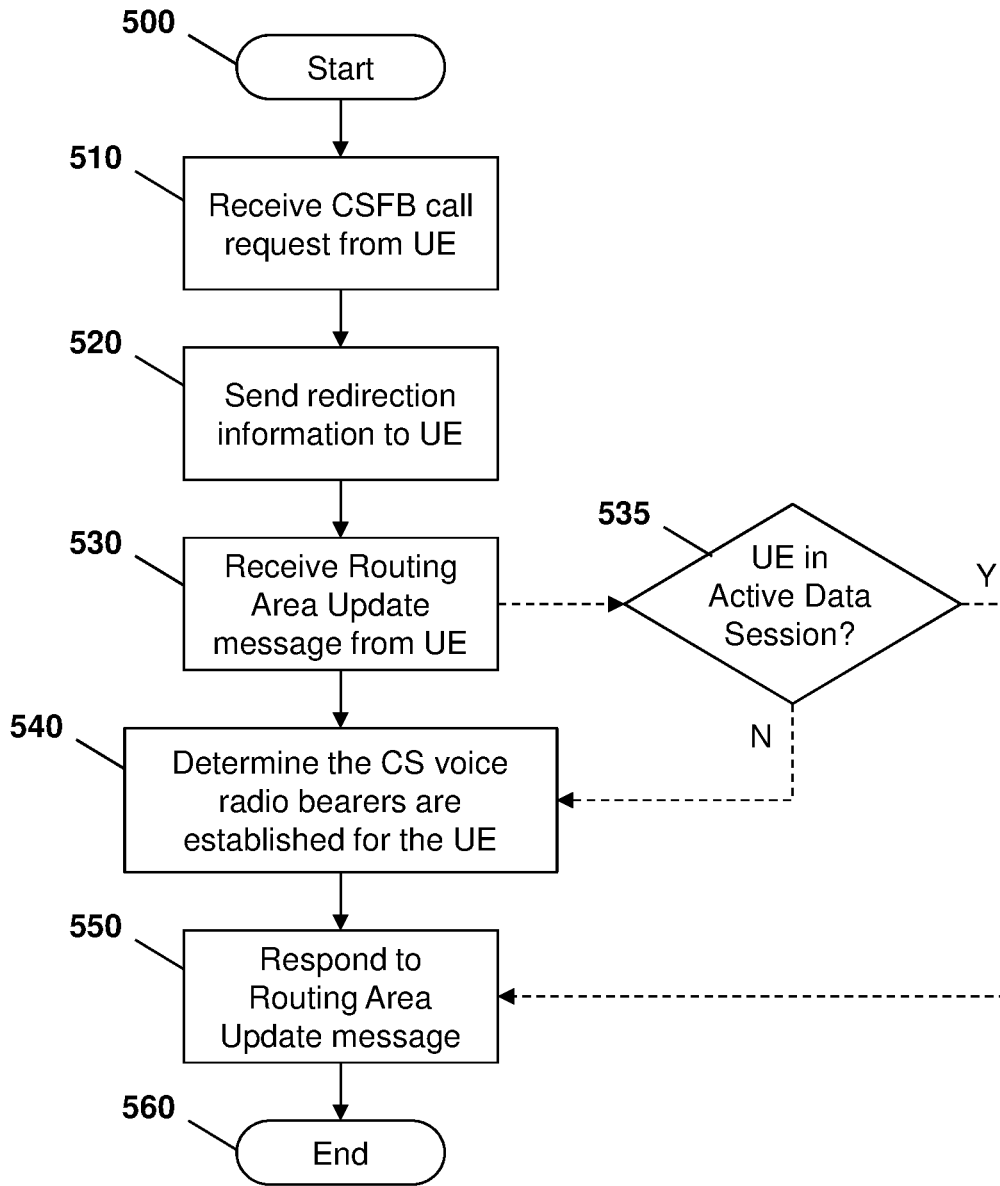 500
Start
510
Receive CSFB call
request from UE
520
Send redirection
information to UE
530
Receive Routing
Area Update
message from UE
535
UE in
Active Data
Session?
Y
N
540
Determine the CS voice
radio bearers are
established for the UE
550
Respond to
Routing Area
Update message
560
End